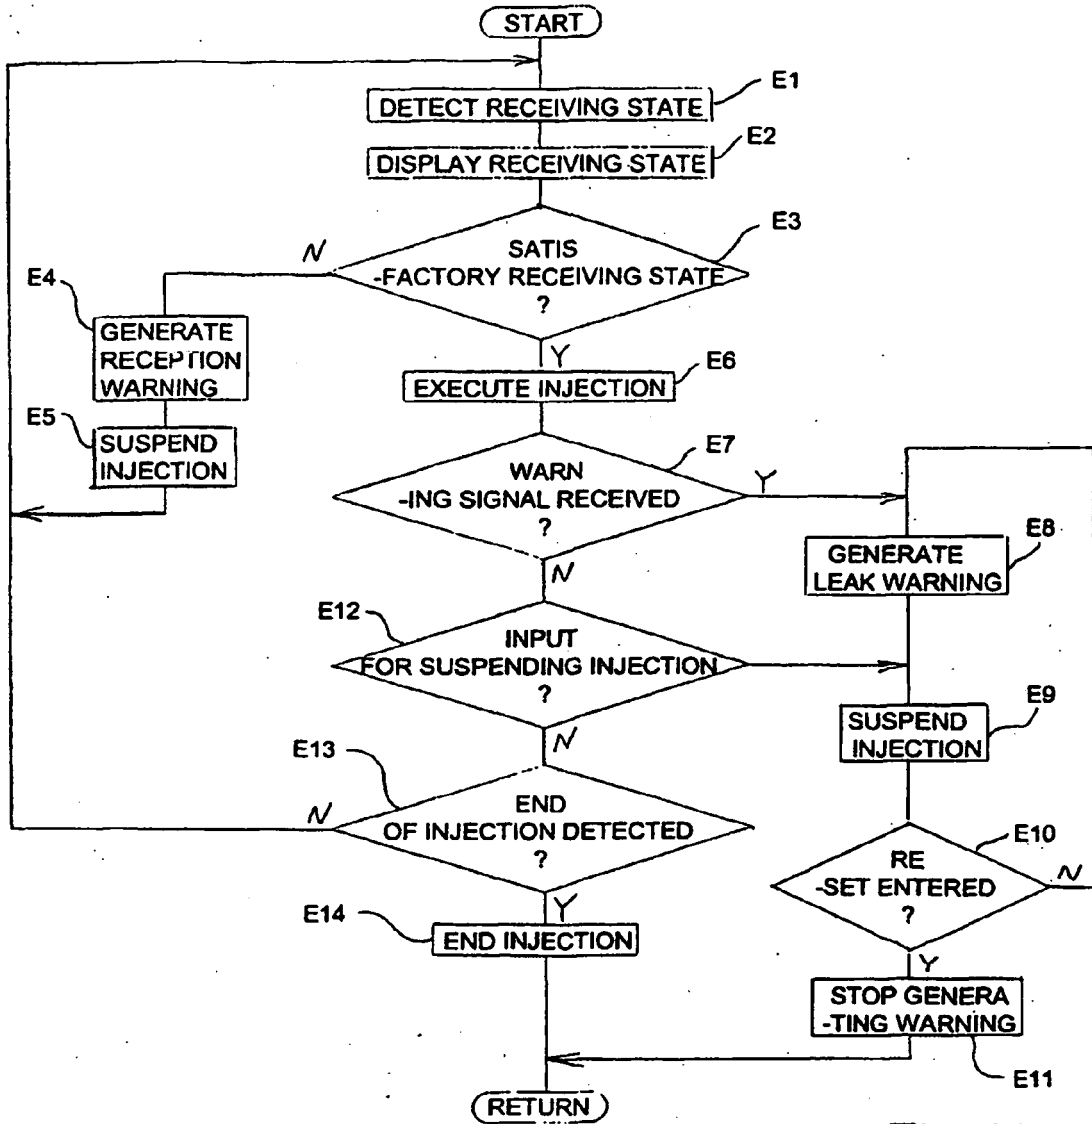 START
E1
DETECT RECEIVING STATE
E2
DISPLAY RECEIVING STATE
E3
SATIS
-FACTORY RECEIVING STATE
?
N
Y
E4
GENERATE
RECEPTION
WARNING
E5
SUSPEND
INJECTION
E6
EXECUTE INJECTION
E7
WARN
-ING SIGNAL RECEIVED
?
Y
N
E8
GENERATE
LEAK WARNING
E12
INPUT
FOR SUSPENDING INJECTION
?
N
E9
SUSPEND
INJECTION
E13
END
OF INJECTION DETECTED
?
N
Y
E10
RE
-SET ENTERED
?
N
Y
E14
END INJECTION
STOP GENERA
-TING WARNING
E11
RETURN